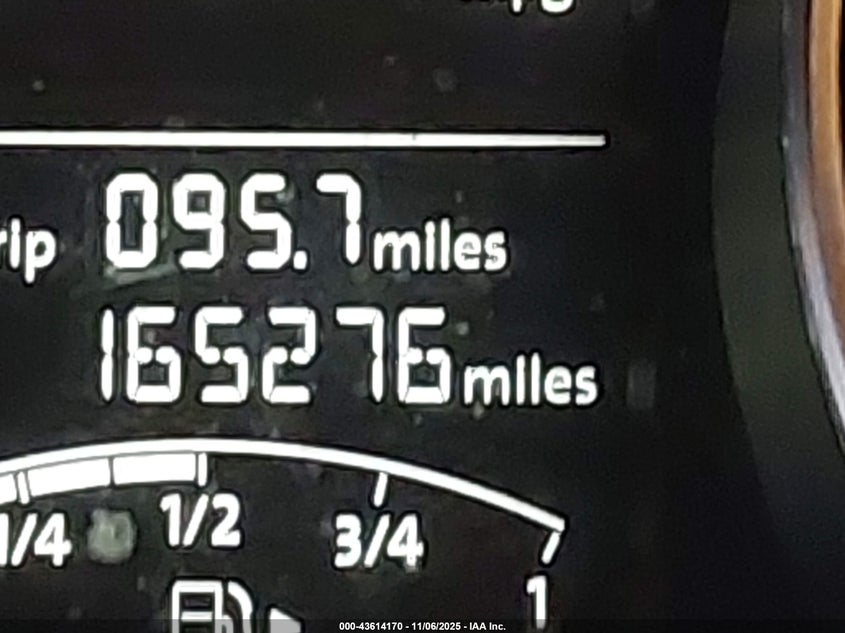 trip 095.7 miles
165276 miles
1/4 1/2 3/4 1
000-43614170 - 11/06/2025 - IAA Inc.